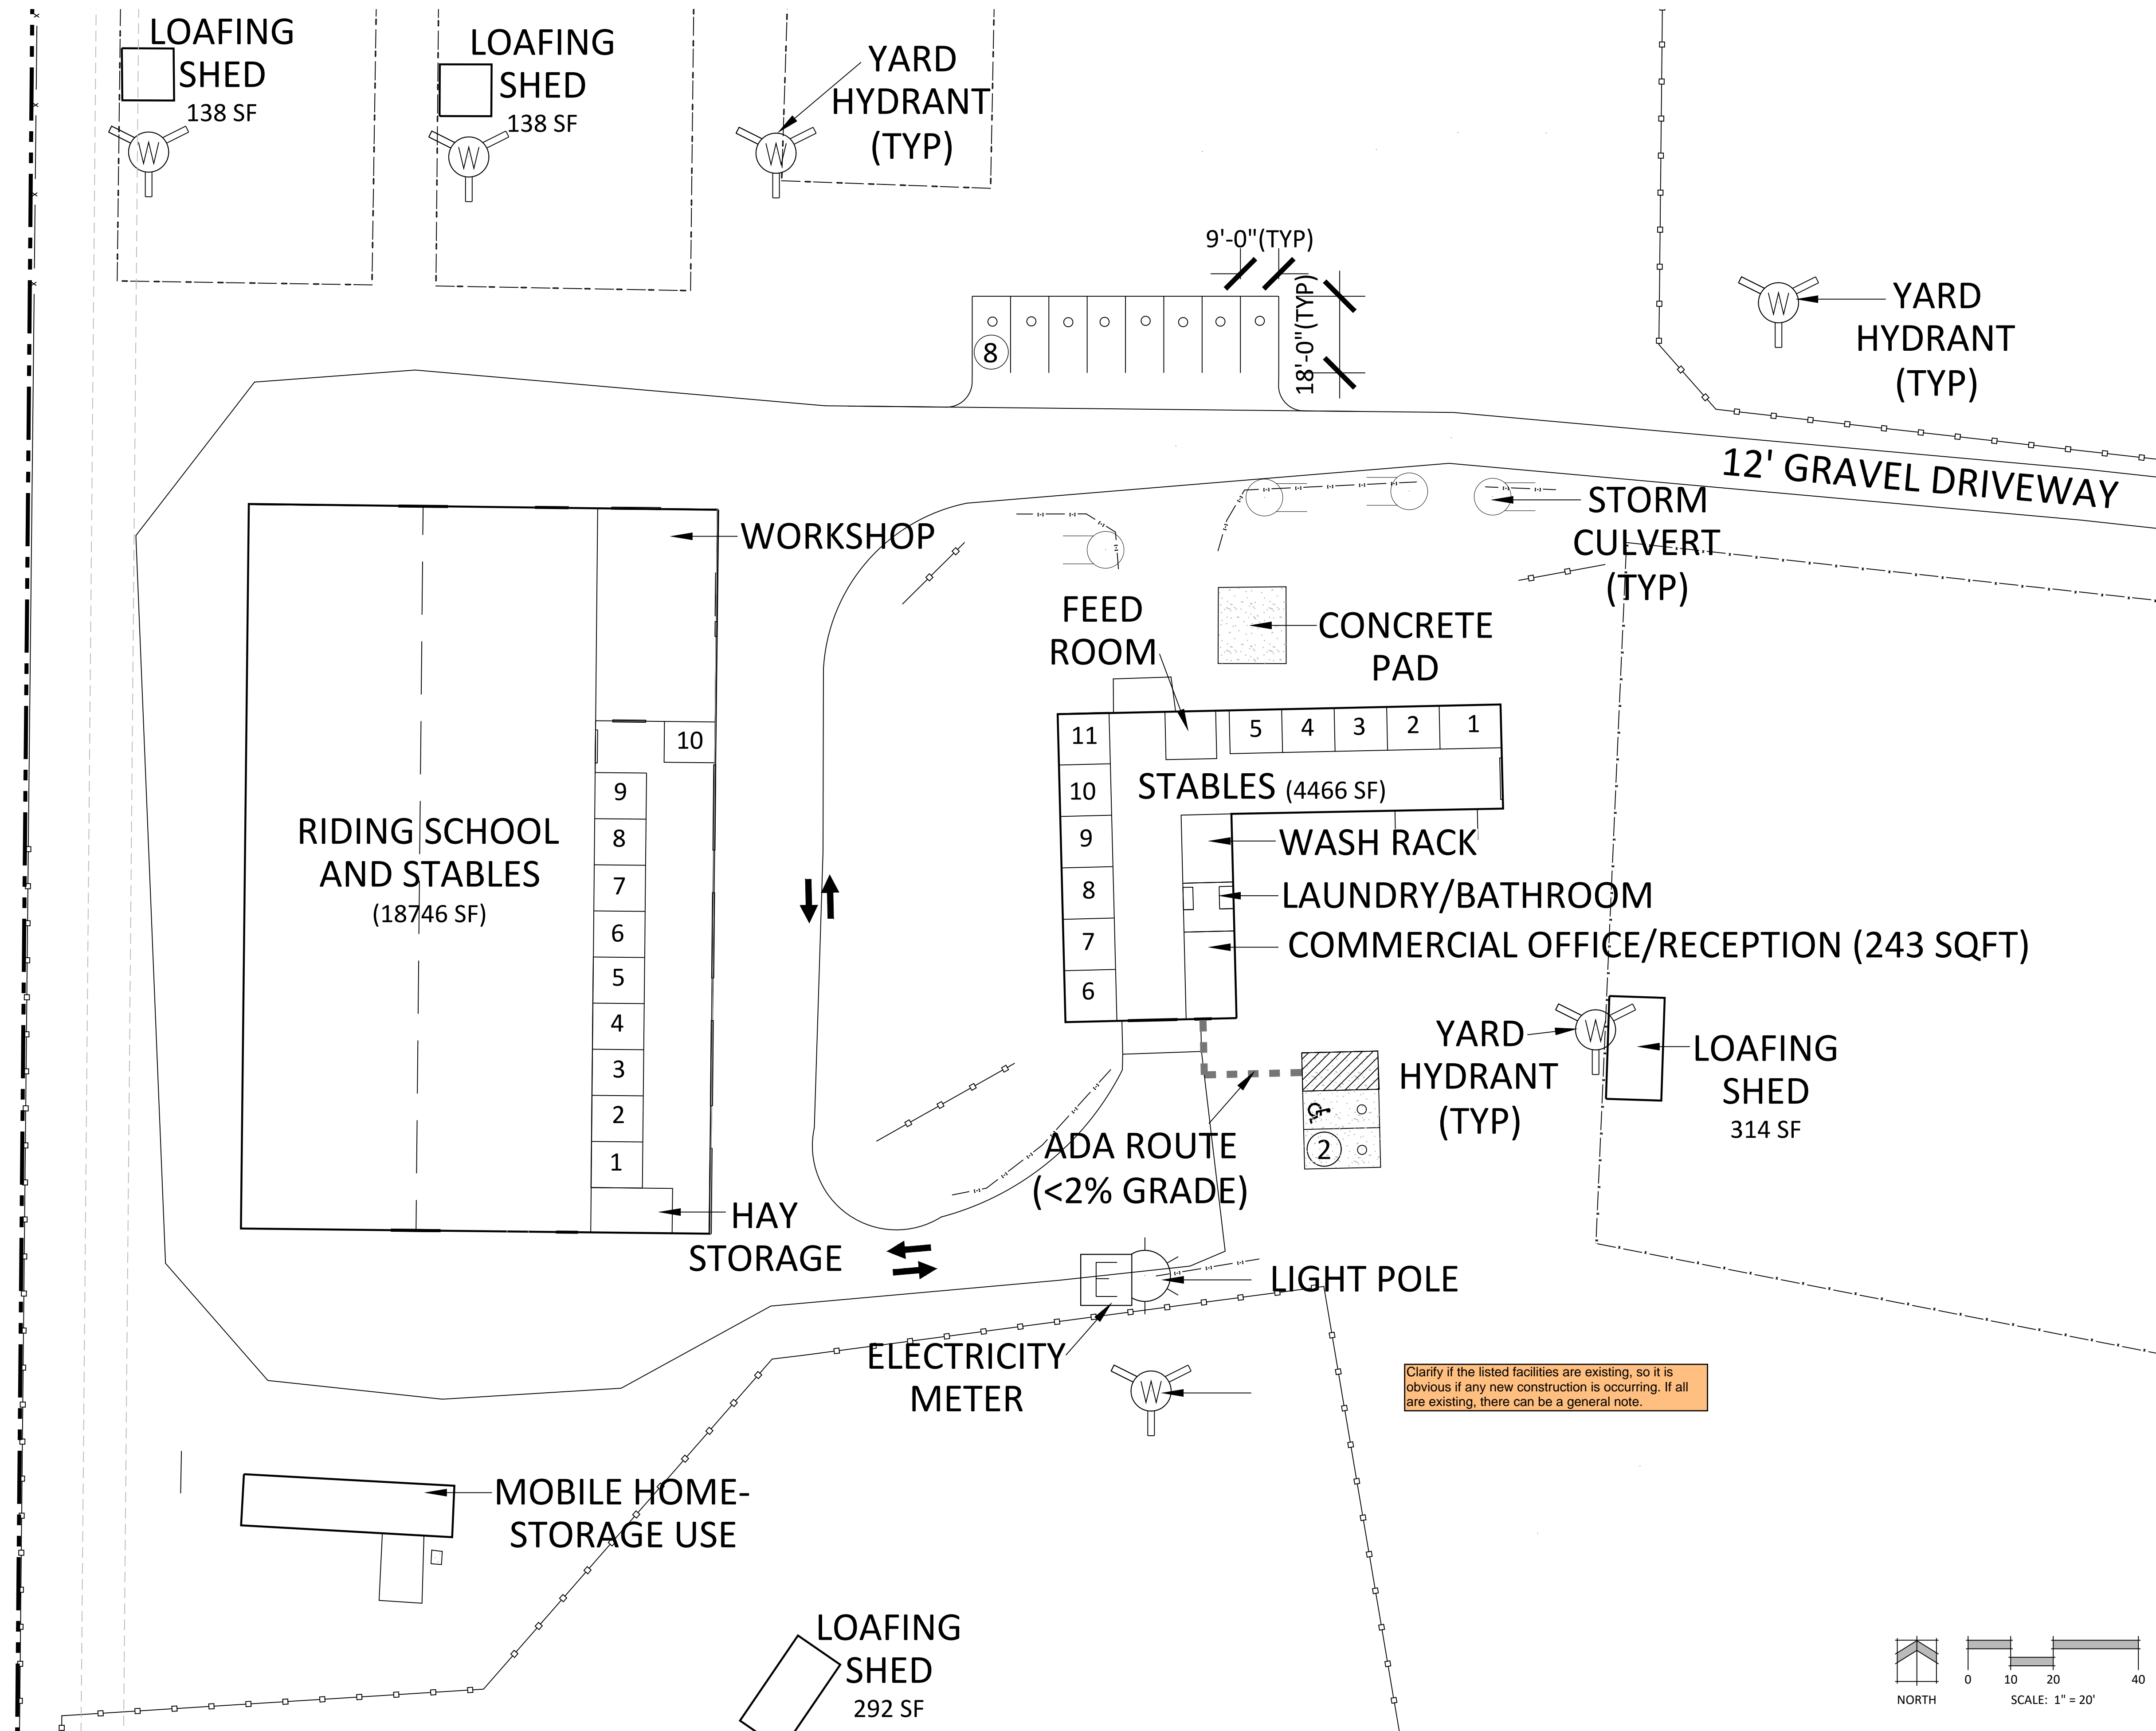 LOAFING
SHED
138 SF
W
LOAFING
SHED
138 SF
W
YARD
HYDRANT
(TYP)
W
9'-0"(TYP)
18'-0"(TYP)
8
W
YARD
HYDRANT
(TYP)
12' GRAVEL DRIVEWAY
STORM
CULVERT
(TYP)
WORKSHOP
FEED
ROOM
CONCRETE
PAD
10
9
8
7
6
5
4
3
2
1
RIDING SCHOOL
AND STABLES
(18746 SF)
11
10
9
8
7
6
5
4
3
2
1
STABLES (4466 SF)
WASH RACK
LAUNDRY/BATHROOM
COMMERCIAL OFFICE/RECEPTION (243 SQFT)
YARD
HYDRANT
(TYP)
W
LOAFING
SHED
314 SF
ADA ROUTE
(<2% GRADE)
2
HAY
STORAGE
E
LIGHT POLE
ELECTRICITY
METER
W
Clarify if the listed facilities are existing, so it is
obvious if any new construction is occurring. If all
are existing, there can be a general note.
MOBILE HOME-
STORAGE USE
LOAFING
SHED
292 SF
NORTH
0 10 20 40
SCALE: 1" = 20'